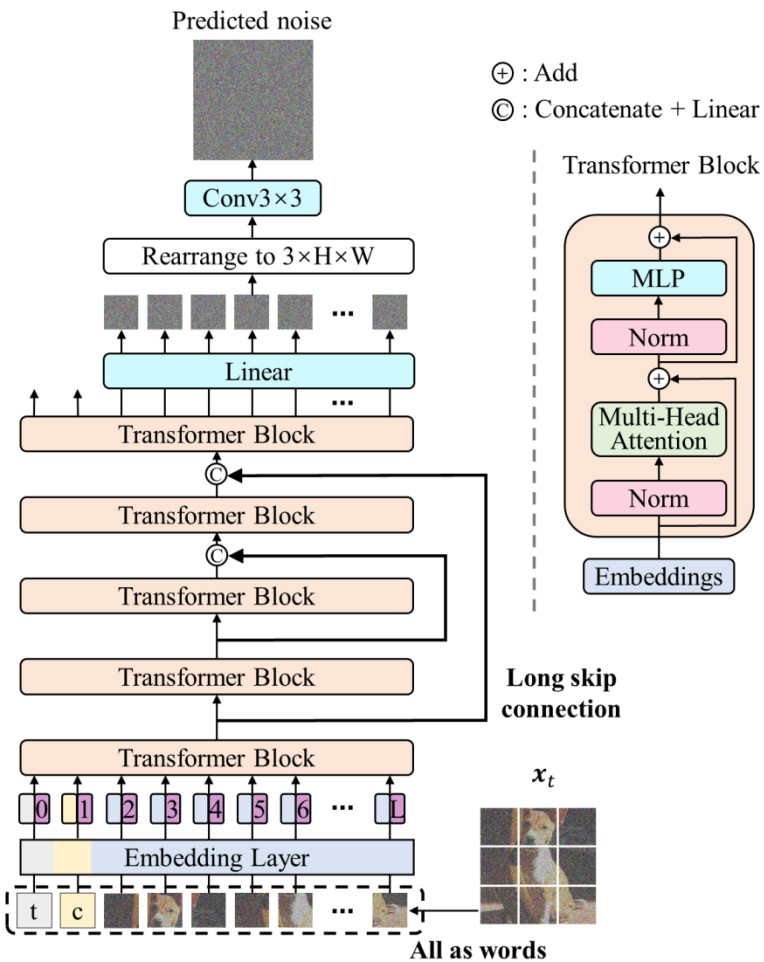 Predicted noise
Conv3×3
Rearrange to 3×H×W
...
Linear
...
Transformer Block
C
Transformer Block
C
Transformer Block
Transformer Block
Long skip
connection
Transformer Block
0 1 2 3 4 5 6 ... L
Embedding Layer
t c ...
All as words
x_t
+ : Add
C : Concatenate + Linear
Transformer Block
+
MLP
Norm
+
Multi-Head
Attention
Norm
Embeddings